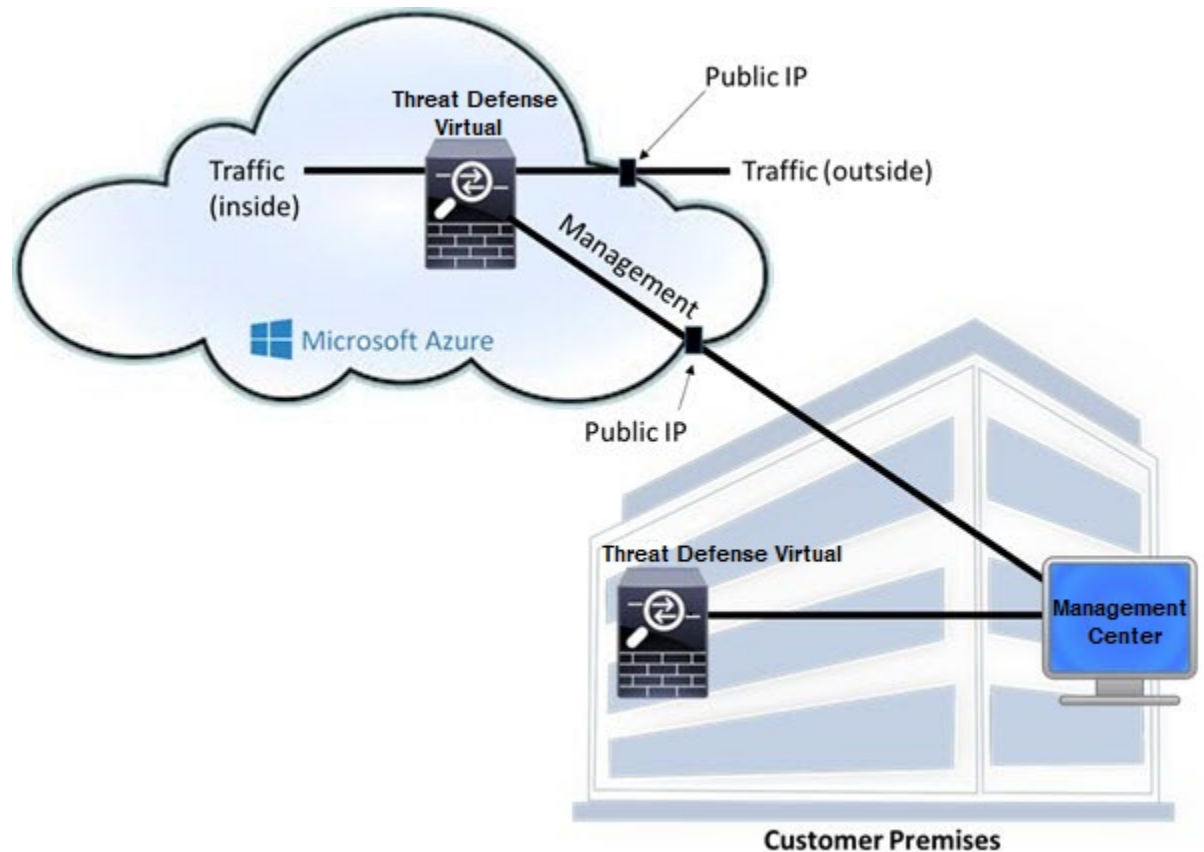 Public IP
Threat Defense
Virtual
Traffic
(inside)
Traffic (outside)
Management
Microsoft Azure
Public IP
Threat Defense Virtual
Management
Center
Customer Premises